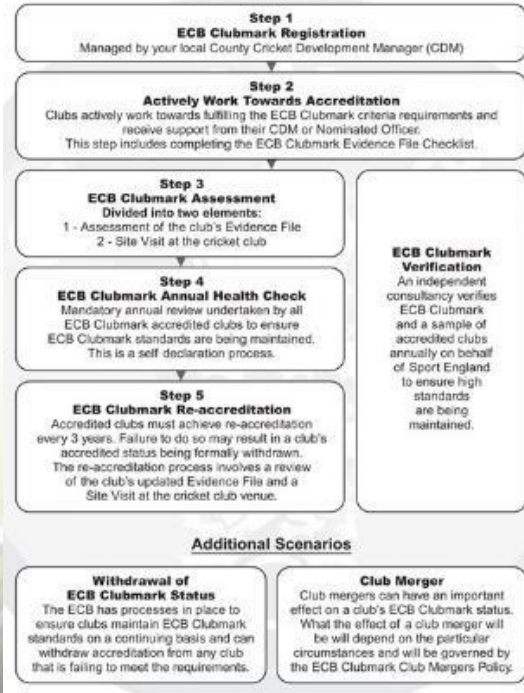 Step 1
ECB Clubmark Registration
Managed by your local County Cricket Development Manager (CDM)
Step 2
Actively Work Towards Accreditation
Clubs actively work towards fulfilling the ECB Clubmark criteria requirements and
receive support from their CDM or Nominated Officer.
This step includes completing the ECB Clubmark Evidence File Checklist.
Step 3
ECB Clubmark Assessment
Divided into two elements:
1 - Assessment of the club's Evidence File
2 - Site Visit at the cricket club
Step 4
ECB Clubmark Annual Health Check
Mandatory annual review undertaken by all
ECB Clubmark accredited clubs to ensure
ECB Clubmark standards are being maintained.
This is a self declaration process.
Step 5
ECB Clubmark Re-accreditation
Accredited clubs must achieve re-accreditation
every 3 years. Failure to do so may result in a club's
accredited status being formally withdrawn.
The re-accreditation process involves a review
of the club's updated Evidence File and a
Site Visit at the cricket club venue.
ECB Clubmark
Verification
An independent
consultancy verifies
ECB Clubmark
and a sample of
accredited clubs
annually on behalf
of Sport England
to ensure high
standards
are being
maintained.
Additional Scenarios
Withdrawal of
ECB Clubmark Status
The ECB has processes in place to
ensure clubs maintain ECB Clubmark
standards on a continuing basis and can
withdraw accreditation from any club
that is failing to meet the requirements.
Club Merger
Club mergers can have an important
effect on a club's ECB Clubmark status.
What the effect of a club merger will
be will depend on the particular
circumstances and will be governed by
the ECB Clubmark Club Mergers Policy.